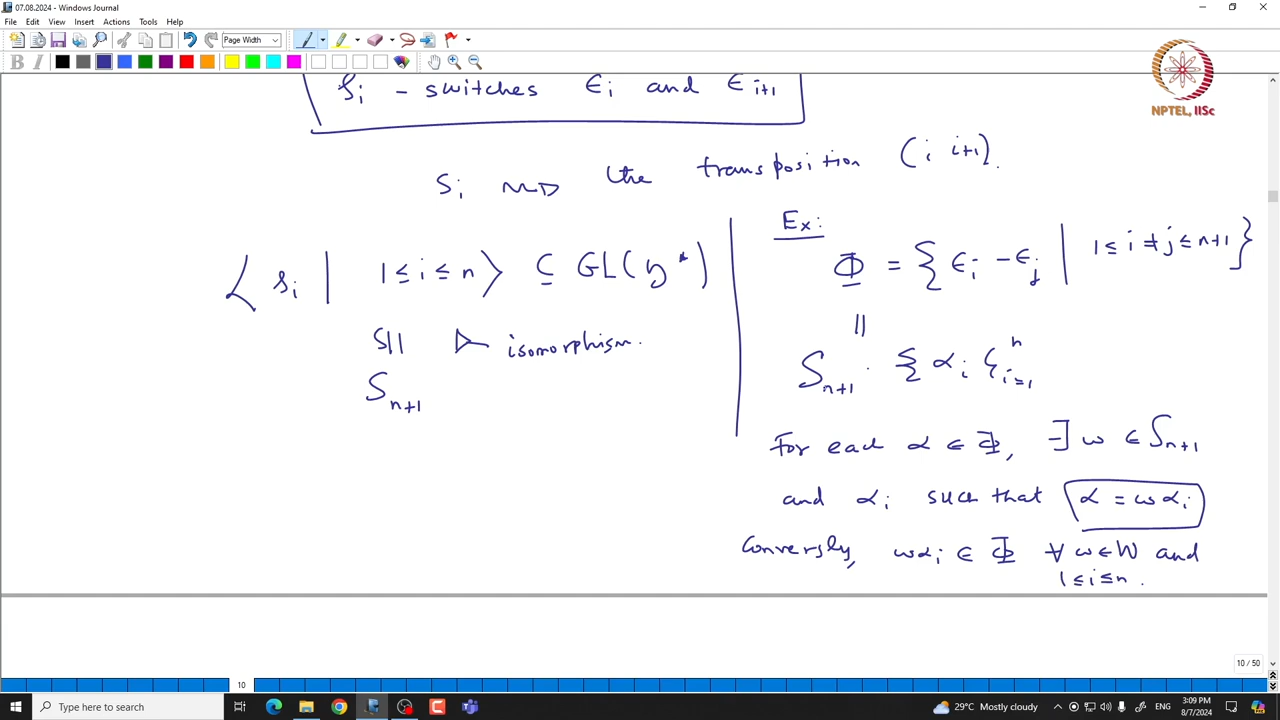 07.08.2024 - Windows Journal
File Edit View Insert Actions Tools Help
Page Width
B I
NPTEL, IISc
s_i - switches ϵ_i and ϵ_{i+1}
s_i ⇝ the transposition (i i+1).
⟨ s_i | 1 ≤ i ≤ n ⟩ ⊆ GL(𝔥*)
S|| ▷ isomorphism.
S_{n+1}
Ex:
Φ = { ϵ_i - ϵ_j | 1 ≤ i ≠ j ≤ n+1 }
||
S_{n+1} · { α_i }_{i=1}^n
For each α ∈ Φ, ∃ w ∈ S_{n+1}
and α_i such that α = w α_i
Conversly, wα_i ∈ Φ ∀ w ∈ W and
1 ≤ i ≤ n.
10 / 50
10
Type here to search
29°C Mostly cloudy
3:09 PM
8/7/2024